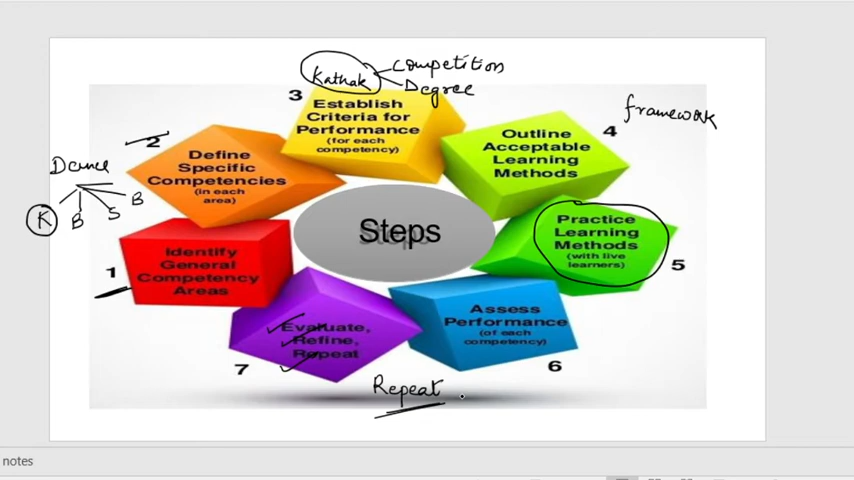 Kathak
competition
Degree
3
Establish
Criteria for
Performance
(for each
competency)
4
framework
Outline
Acceptable
Learning
Methods
2
Define
Specific
Competencies
(in each
area)
Dance
K B S B
Steps
Practice
Learning
Methods
(with live
learners)
5
1
Identify
General
Competency
Areas
Assess
Performance
(of each
competency)
6
7
Evaluate,
Refine,
Repeat
Repeat
notes